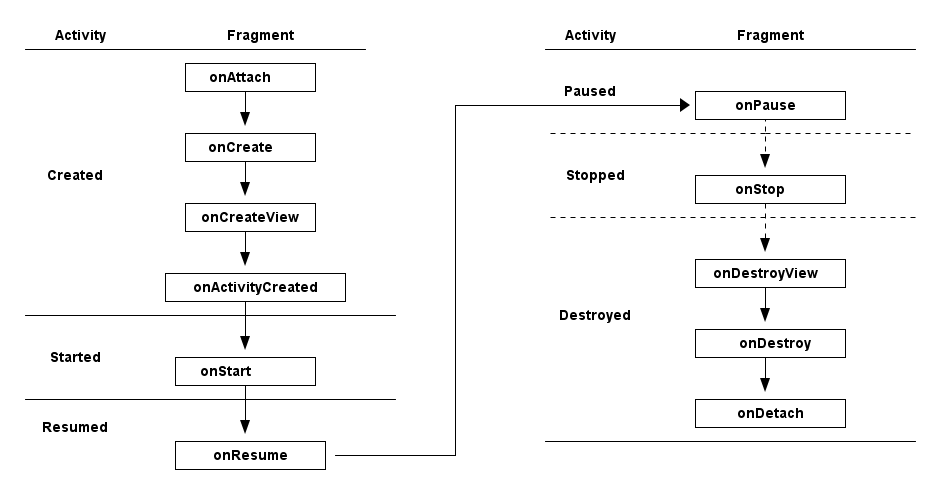 Activity Fragment
onAttach
onCreate
Created
onCreateView
onActivityCreated
Started
onStart
Resumed
onResume
Activity Fragment
Paused
onPause
Stopped
onStop
onDestroyView
Destroyed
onDestroy
onDetach